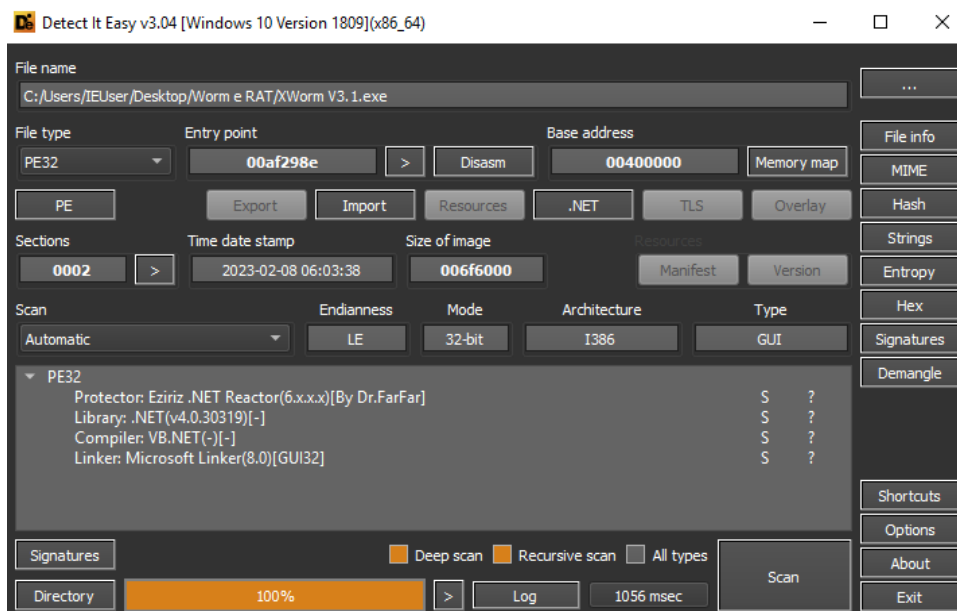 Detect It Easy v3.04 [Windows 10 Version 1809](x86_64)
File name
C:/Users/IEUser/Desktop/Worm e RAT/XWorm V3.1.exe
...
File type Entry point Base address
PE32 00af298e > Disasm 00400000 Memory map
File info
MIME
PE Export Import Resources .NET TLS Overlay
Hash
Sections Time date stamp Size of image Resources
Strings
0002 > 2023-02-08 06:03:38 006f6000 Manifest Version
Entropy
Scan Endianness Mode Architecture Type
Hex
Automatic LE 32-bit I386 GUI
Signatures
PE32
Demangle
Protector: Eziriz .NET Reactor(6.x.x.x)[By Dr.FarFar] S ?
Library: .NET(v4.0.30319)[-] S ?
Compiler: VB.NET(-)[-] S ?
Linker: Microsoft Linker(8.0)[GUI32] S ?
Shortcuts
Options
Signatures Deep scan Recursive scan All types
Scan
About
Directory 100% > Log 1056 msec
Exit